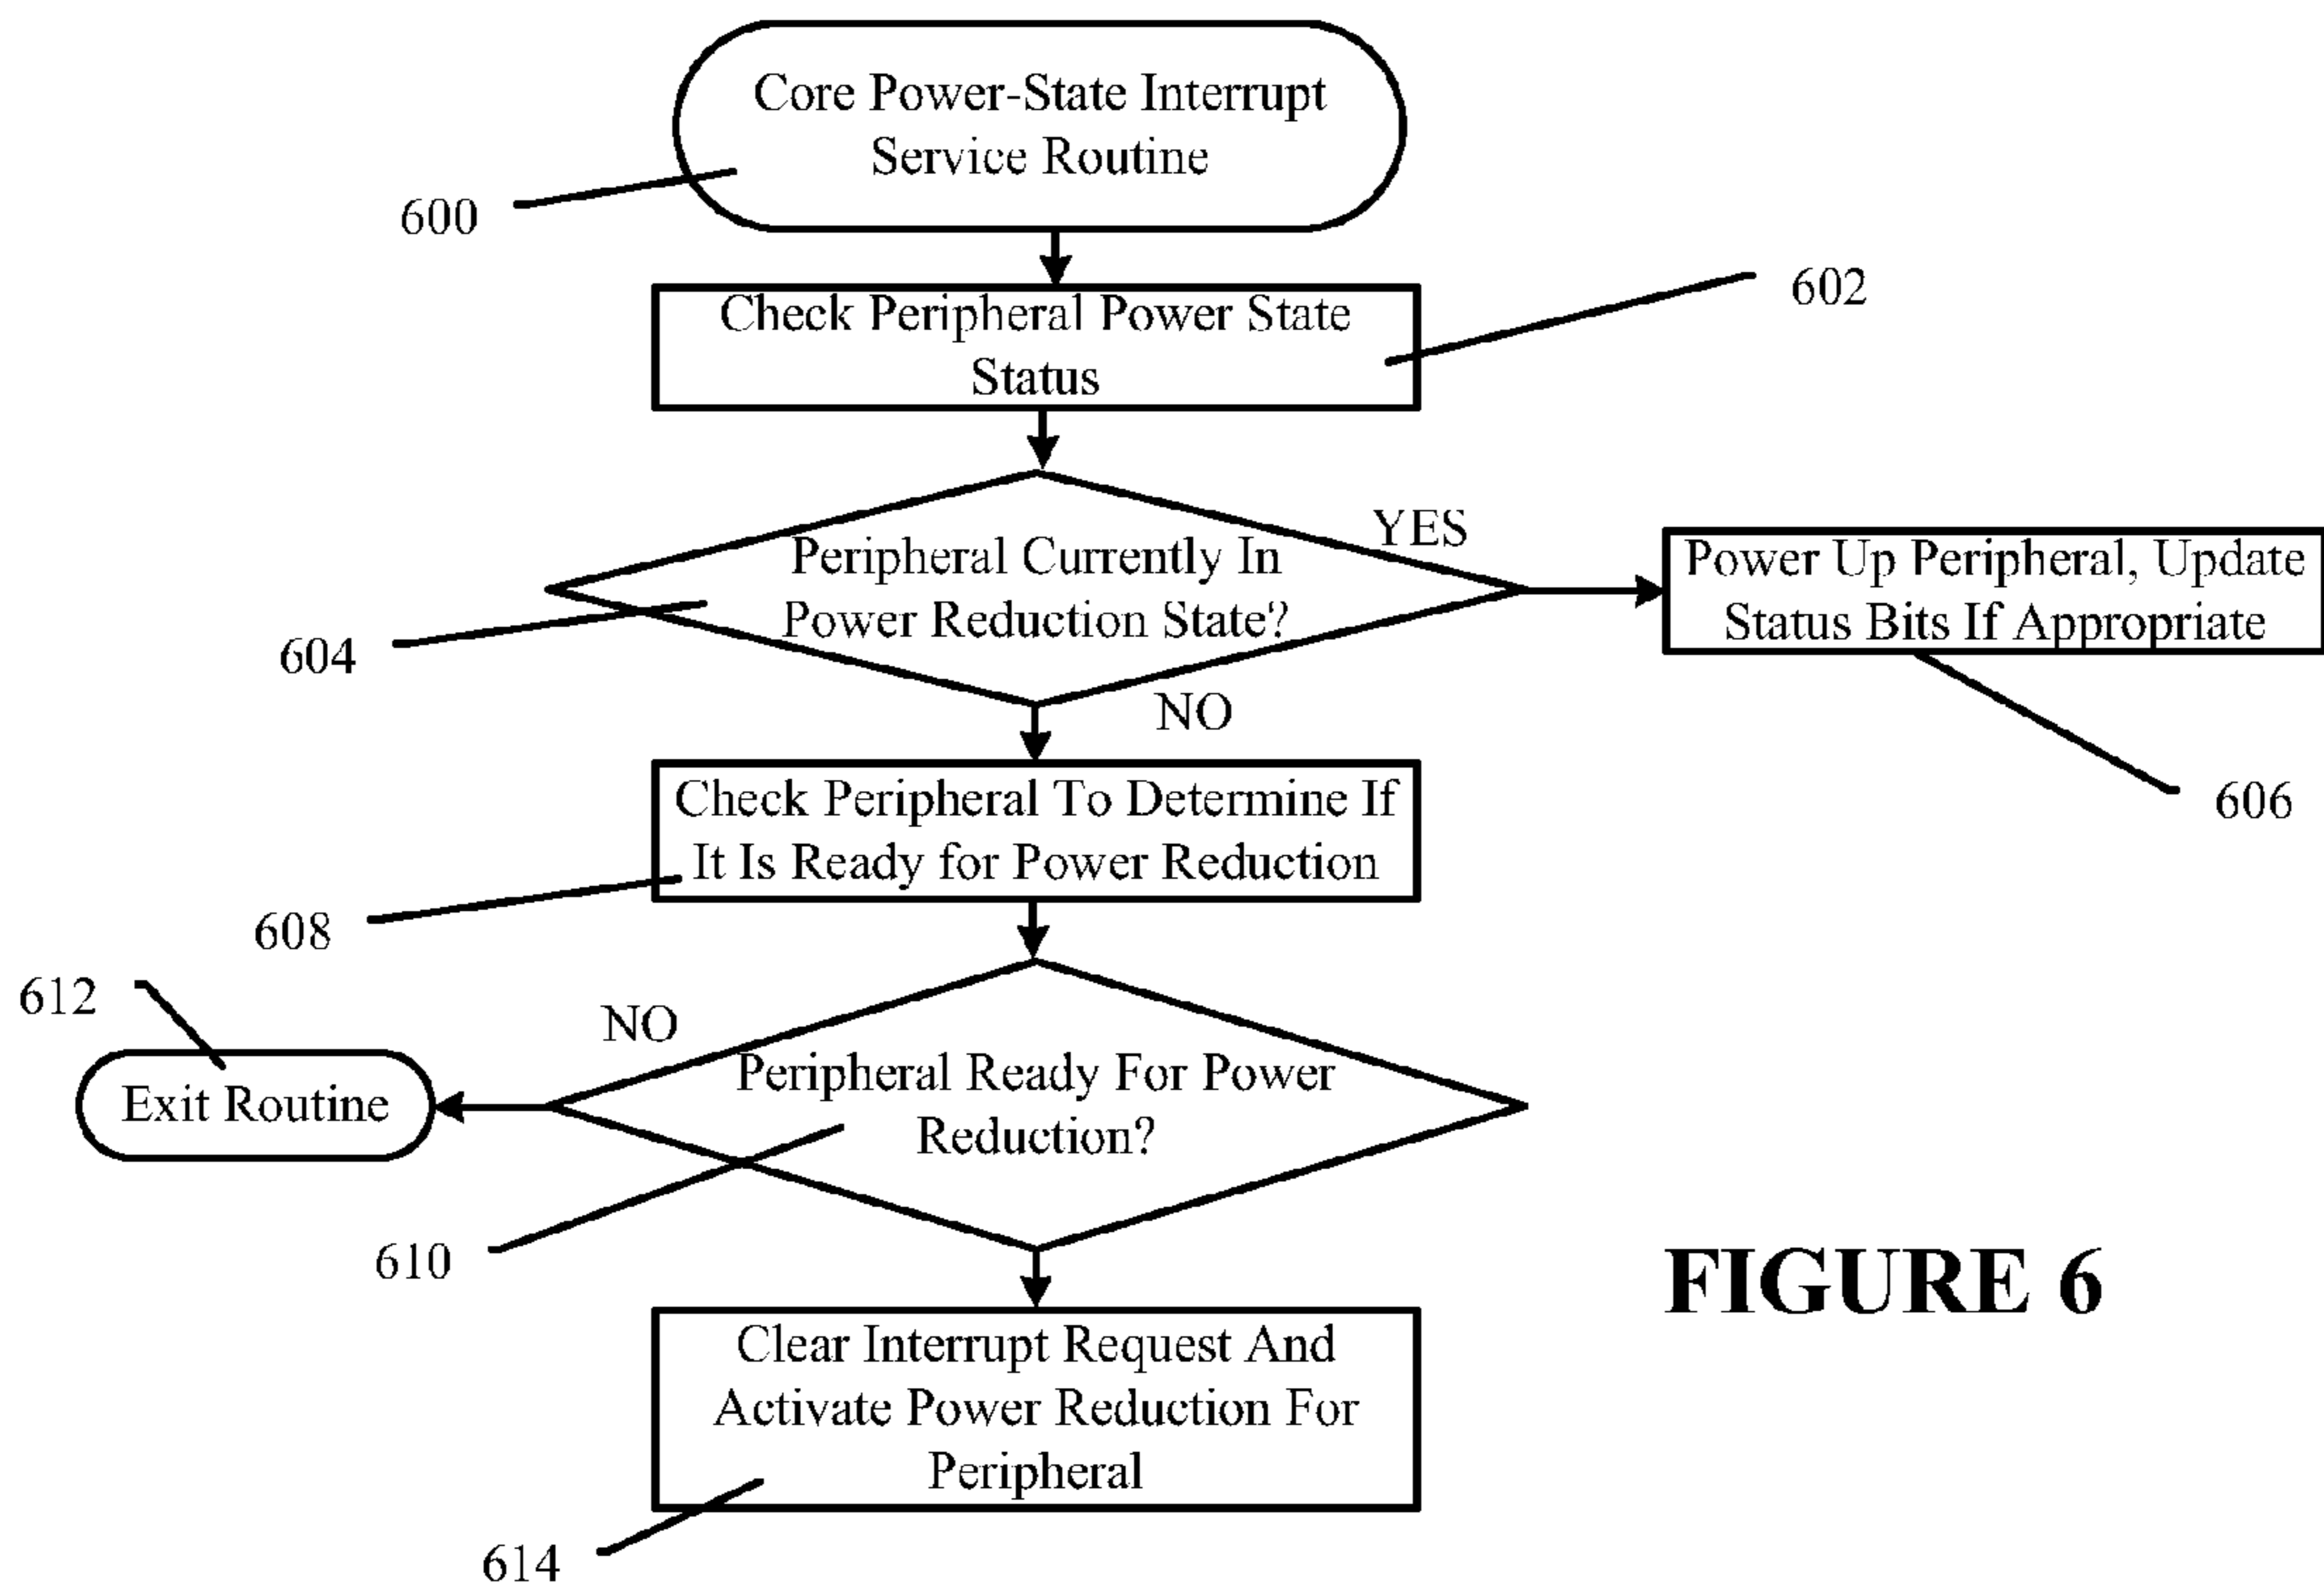 Core Power-State Interrupt
Service Routine
600
Check Peripheral Power State
Status
602
Peripheral Currently In
Power Reduction State?
YES
604
Power Up Peripheral, Update
Status Bits If Appropriate
606
NO
Check Peripheral To Determine If
It Is Ready for Power Reduction
608
612
NO
Exit Routine
Peripheral Ready For Power
Reduction?
610
Clear Interrupt Request And
Activate Power Reduction For
Peripheral
614
FIGURE 6